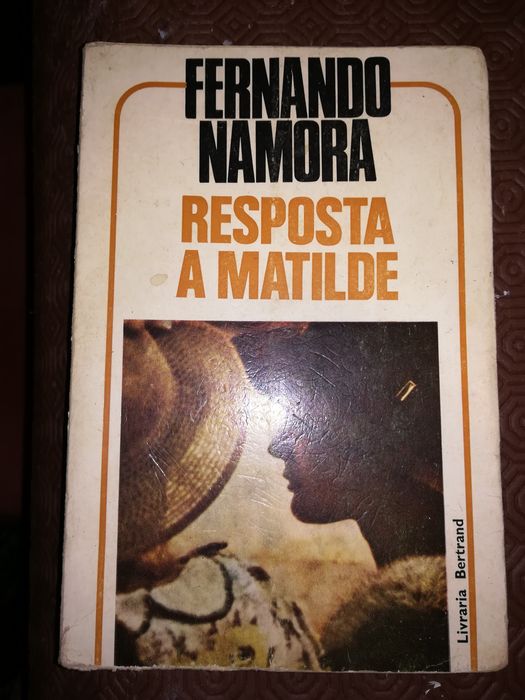 FERNANDO
NAMORA
RESPOSTA
A MATILDE
Livraria Bertrand